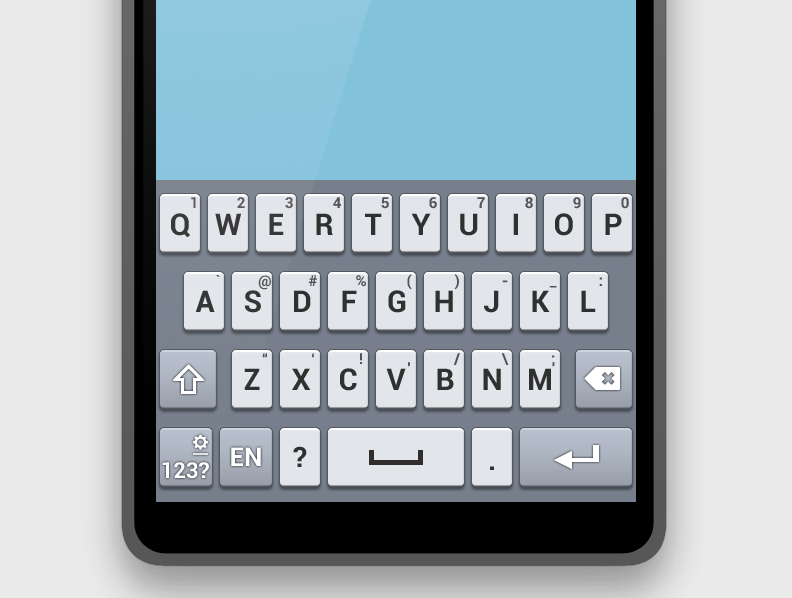 1 2 3 4 5 6 7 8 9 0
Q W E R T Y U I O P
` @ # % ( ) - _ :
A S D F G H J K L
“ ‘ ! , / \ ;
Z X C V B N M
123? EN ? .